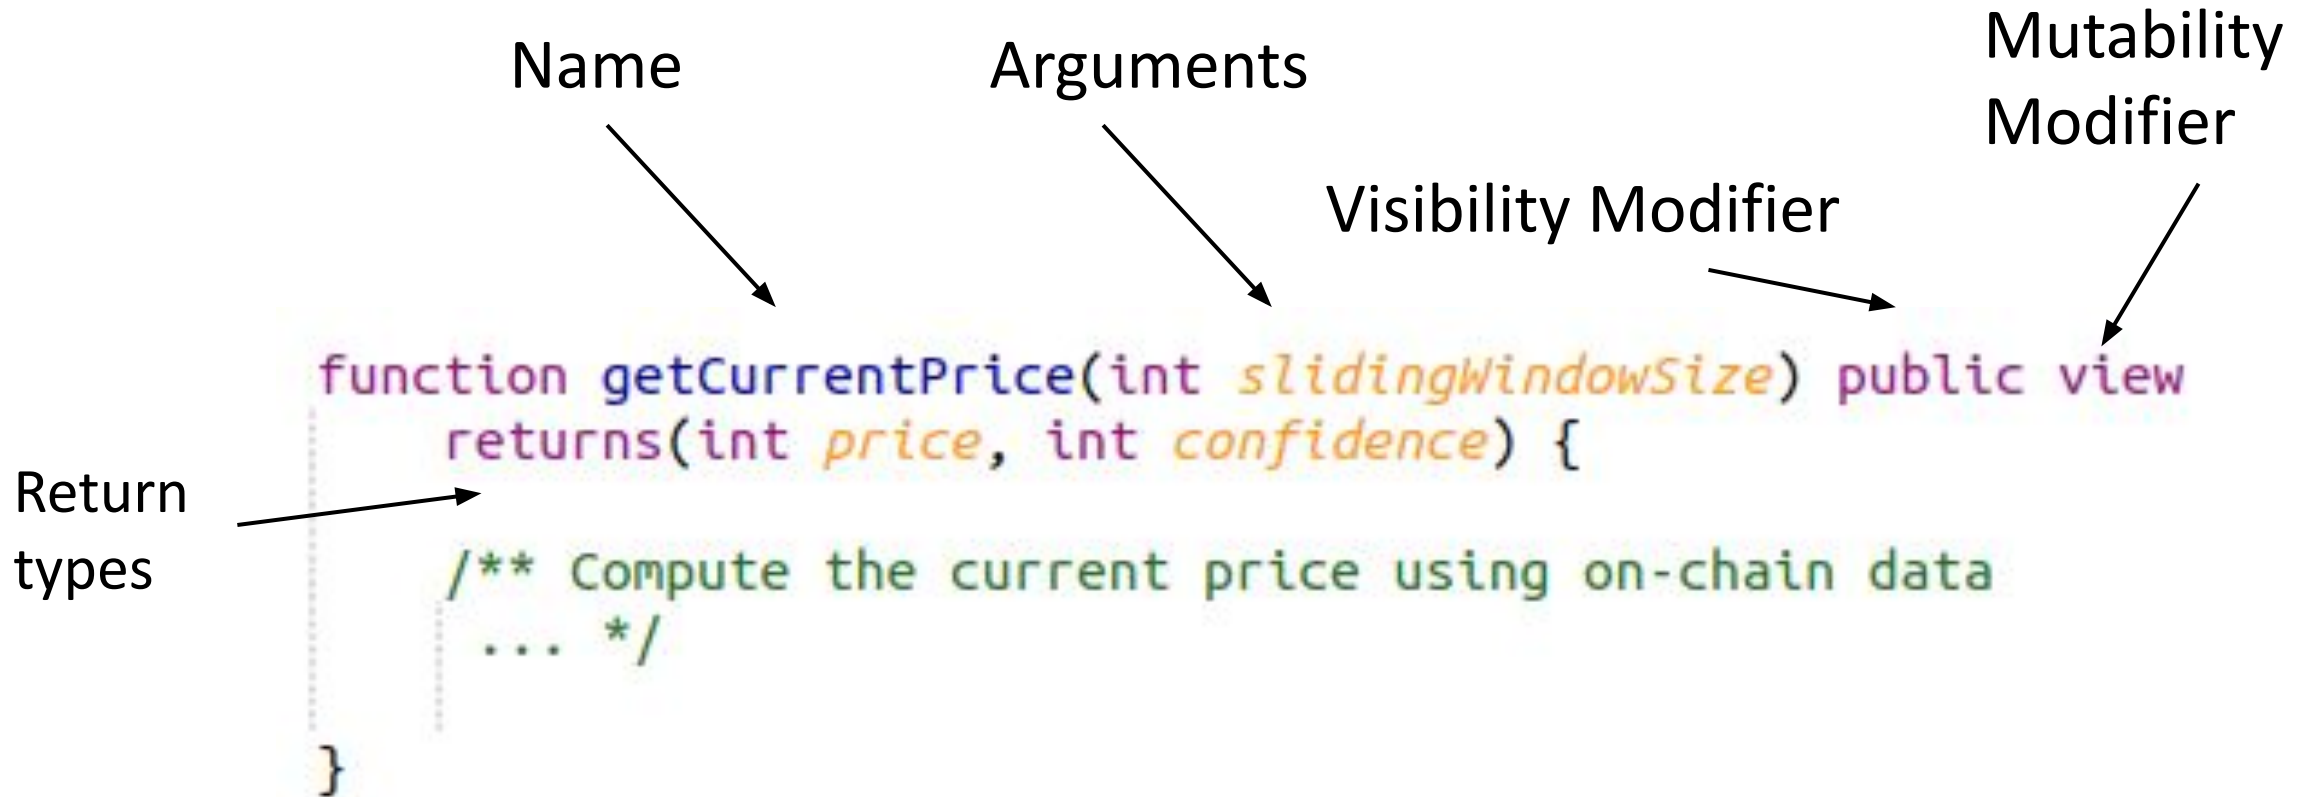 Name
Arguments
Mutability
Modifier
Visibility Modifier
function getCurrentPrice(int slidingWindowSize) public view
returns(int price, int confidence) {
Return
types
/** Compute the current price using on-chain data
... */
}